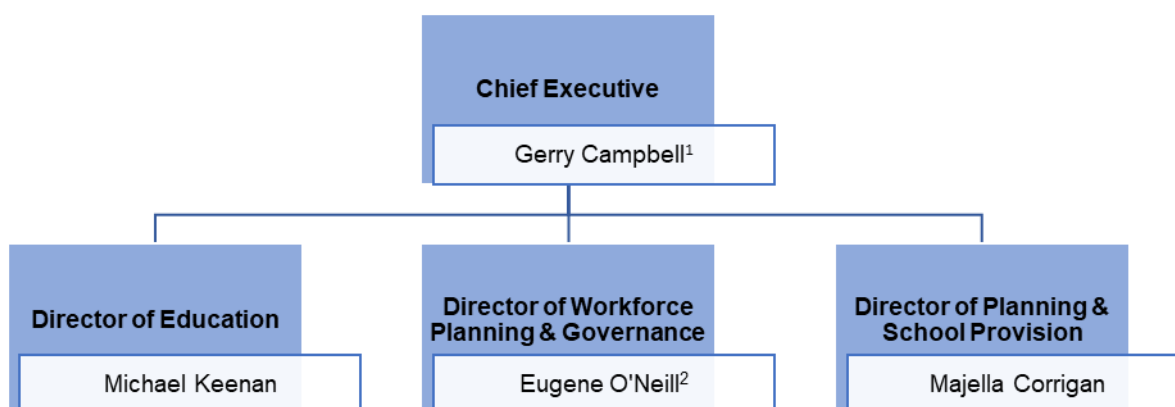 Chief Executive
Gerry Campbell¹
Director of Education
Michael Keenan
Director of Workforce
Planning & Governance
Eugene O'Neill²
Director of Planning &
School Provision
Majella Corrigan